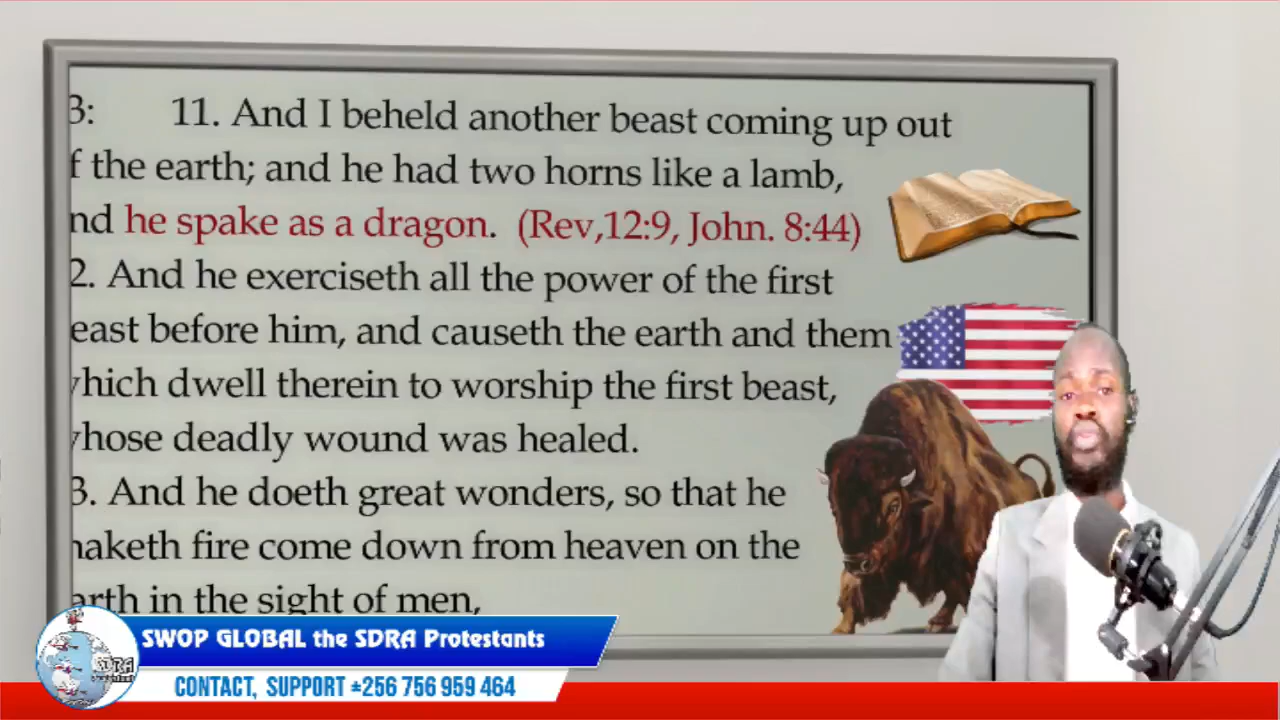 3: 11. And I beheld another beast coming up out
f the earth; and he had two horns like a lamb,
nd he spake as a dragon. (Rev,12:9, John. 8:44)
2. And he exerciseth all the power of the first
east before him, and causeth the earth and them
hich dwell therein to worship the first beast,
hose deadly wound was healed.
3. And he doeth great wonders, so that he
naketh fire come down from heaven on the
arth in the sight of men,
SWOP GLOBAL the SDRA Protestants
SDRA
CONTACT, SUPPORT +256 756 959 464